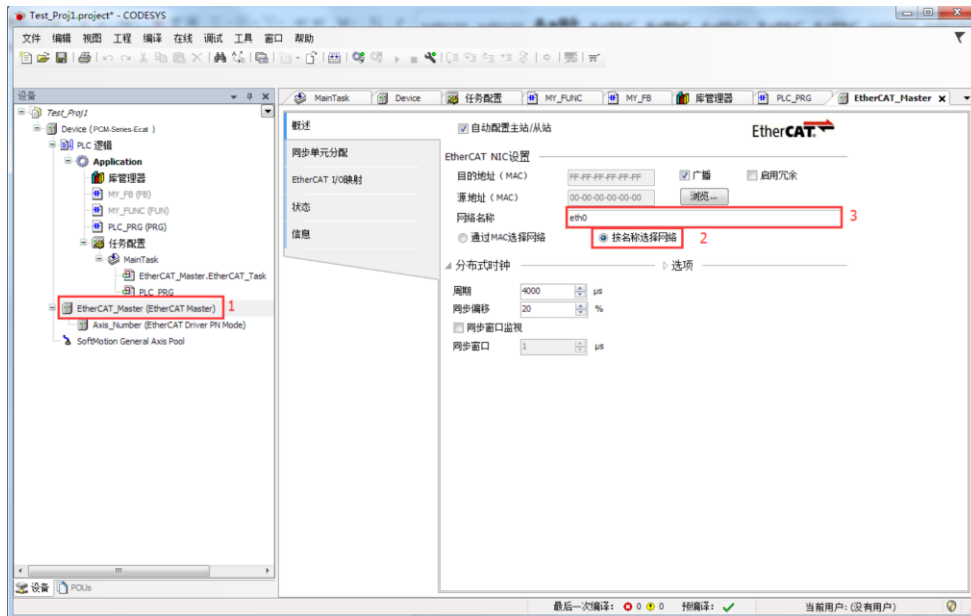 Test_Proj1.project* - CODESYS
文件 编辑 视图 工程 编译 在线 调试 工具 窗口 帮助
设备
MainTask Device 任务配置 MY_FUNC MY_FB 库管理器 PLC_PRG EtherCAT_Master
Test_Proj1
Device (PCM-Series-Ecat )
PLC 逻辑
Application
库管理器
MY_FB (FB)
MY_FUNC (FUN)
PLC_PRG (PRG)
任务配置
MainTask
EtherCAT_Master.EtherCAT_Task
PLC_PRG
EtherCAT_Master (EtherCAT Master) 1
Axis_Number (EtherCAT Driver PN Mode)
SoftMotion General Axis Pool
设备 POUs
概述
同步单元分配
EtherCAT I/O映射
状态
信息
自动配置主站/从站 EtherCAT
EtherCAT NIC设置
目的地址 (MAC) FF-FF-FF-FF-FF-FF 广播 启用冗余
源地址 (MAC) 00-00-00-00-00-00 浏览...
网络名称 eth0 3
通过MAC选择网络 按名称选择网络 2
分布式时钟 选项
周期 4000 μs
同步偏移 20 %
同步窗口监视
同步窗口 1 μs
最后一次编译: 0 0 预编译: 当前用户: (没有用户)